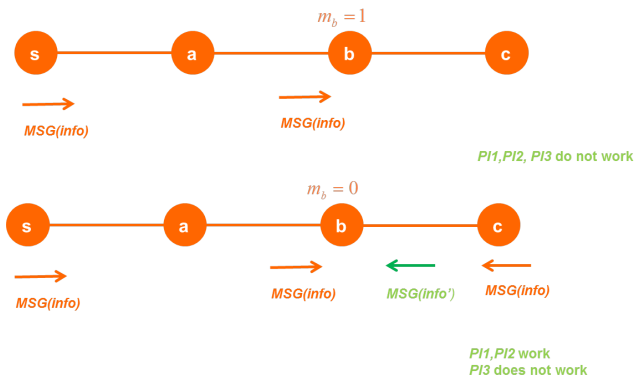 m_b = 1
s a b c
MSG(info) MSG(info)
PI1,PI2, PI3 do not work
m_b = 0
s a b c
MSG(info) MSG(info) MSG(info') MSG(info)
PI1,PI2 work
PI3 does not work